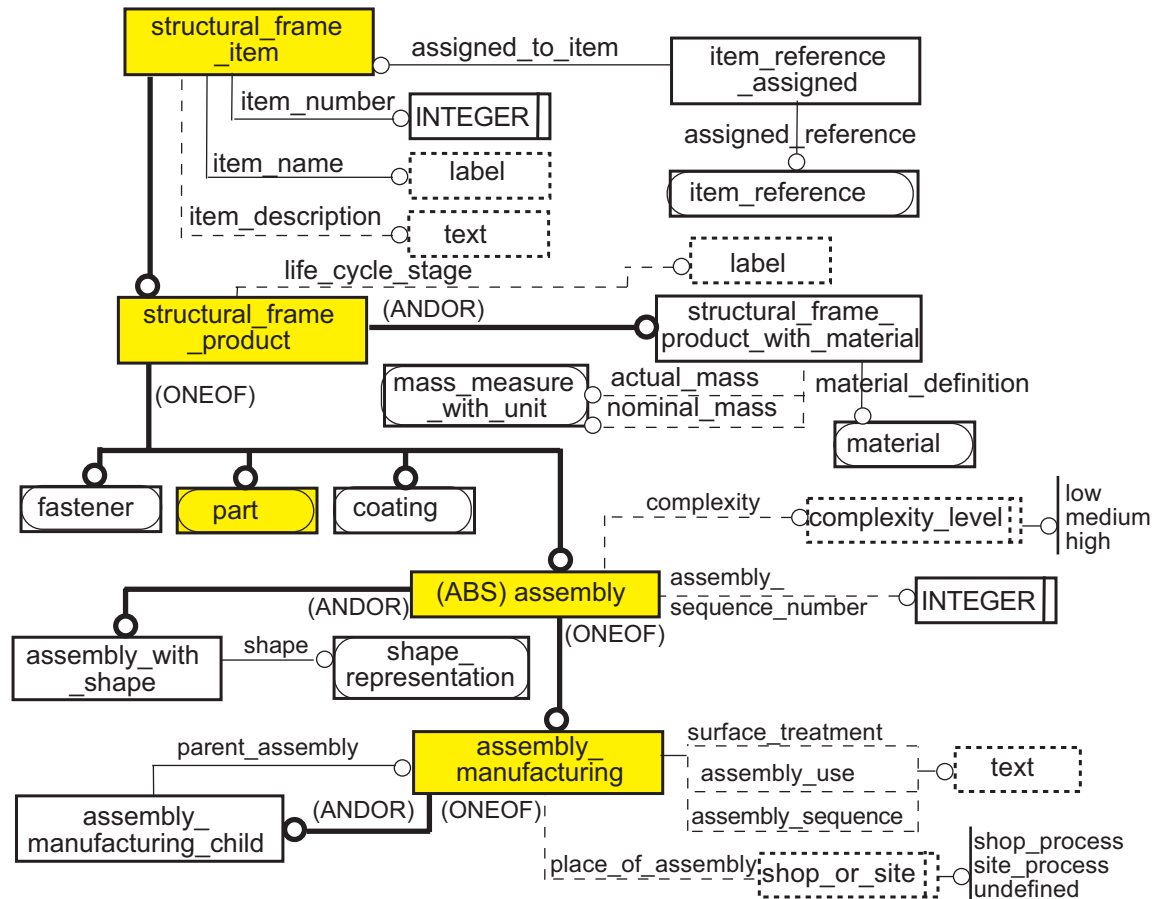 structural_frame
_item
assigned_to_item
item_reference
_assigned
item_number
INTEGER
assigned_reference
item_name
label
item_reference
item_description
text
life_cycle_stage
label
structural_frame
_product
(ANDOR)
structural_frame_
product_with_material
(ONEOF)
mass_measure
_with_unit
actual_mass
nominal_mass
material_definition
material
fastener
part
coating
complexity
complexity_level
low
medium
high
(ANDOR)
(ABS) assembly
assembly_
sequence_number
INTEGER
(ONEOF)
assembly_with
_shape
shape
shape_
representation
parent_assembly
assembly_
manufacturing
surface_treatment
assembly_use
assembly_sequence
text
assembly_
manufacturing_child
(ANDOR)
(ONEOF)
place_of_assembly
shop_or_site
shop_process
site_process
undefined